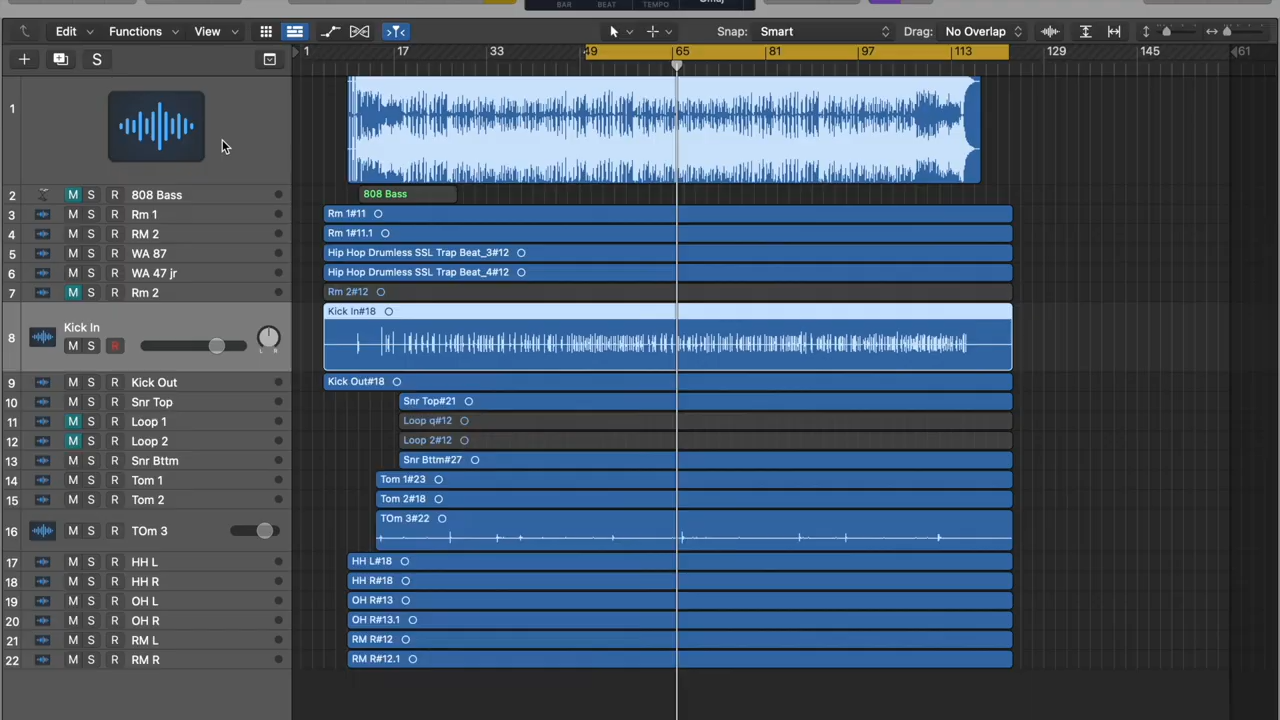 BAR BEAT TEMPO Cmaj
Edit Functions View Snap: Smart Drag: No Overlap
1 17 33 49 65 81 97 113 129 145 161
S
1
2 M S R 808 Bass 808 Bass
3 M S R Rm 1 Rm 1#11
4 M S R RM 2 Rm 1#11.1
5 M S R WA 87 Hip Hop Drumless SSL Trap Beat_3#12
6 M S R WA 47 jr Hip Hop Drumless SSL Trap Beat_4#12
7 M S R Rm 2 Rm 2#12
Kick In#18
8 Kick In
M S R L R
9 M S R Kick Out Kick Out#18
10 M S R Snr Top Snr Top#21
11 M S R Loop 1 Loop q#12
12 M S R Loop 2 Loop 2#12
13 M S R Snr Bttm Snr Bttm#27
14 M S R Tom 1 Tom 1#23
15 M S R Tom 2 Tom 2#18
16 M S R TOm 3 TOm 3#22
17 M S R HH L HH L#18
18 M S R HH R HH R#18
19 M S R OH L OH R#13
20 M S R OH R OH R#13.1
21 M S R RM L RM R#12
22 M S R RM R RM R#12.1